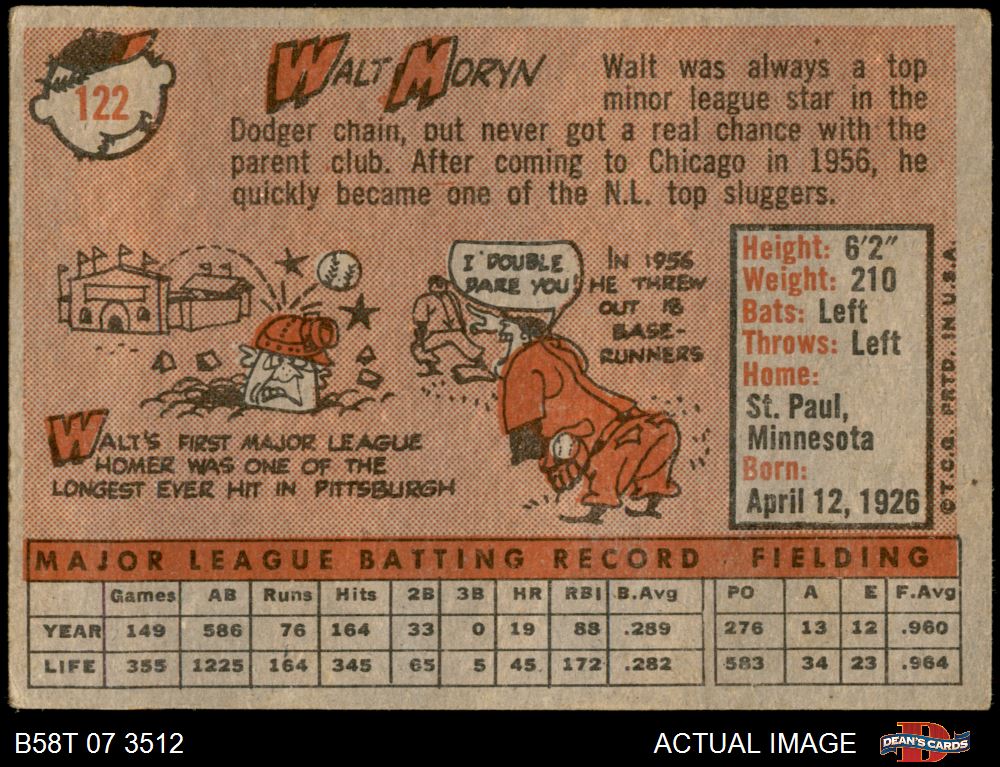 122
WALT MORYN
Walt was always a top
minor league star in the
Dodger chain, but never got a real chance with the
parent club. After coming to Chicago in 1956, he
quickly became one of the N.L. top sluggers.
I DOUBLE
DARE YOU!
IN 1956
HE THREW
OUT 18
BASE-
RUNNERS
WALT'S FIRST MAJOR LEAGUE
HOMER WAS ONE OF THE
LONGEST EVER HIT IN PITTSBURGH
Height: 6'2"
Weight: 210
Bats: Left
Throws: Left
Home:
St. Paul,
Minnesota
Born:
April 12, 1926
© T.C.G. PRTD. IN U.S.A.
MAJOR LEAGUE BATTING RECORD FIELDING
Games AB Runs Hits 2B 3B HR RBI B.Avg PO A E F.Avg
YEAR 149 586 76 164 33 0 19 88 .289 276 13 12 .960
LIFE 355 1225 164 345 65 5 45 172 .282 583 34 23 .964
B58T 07 3512 ACTUAL IMAGE DEAN'S CARDS